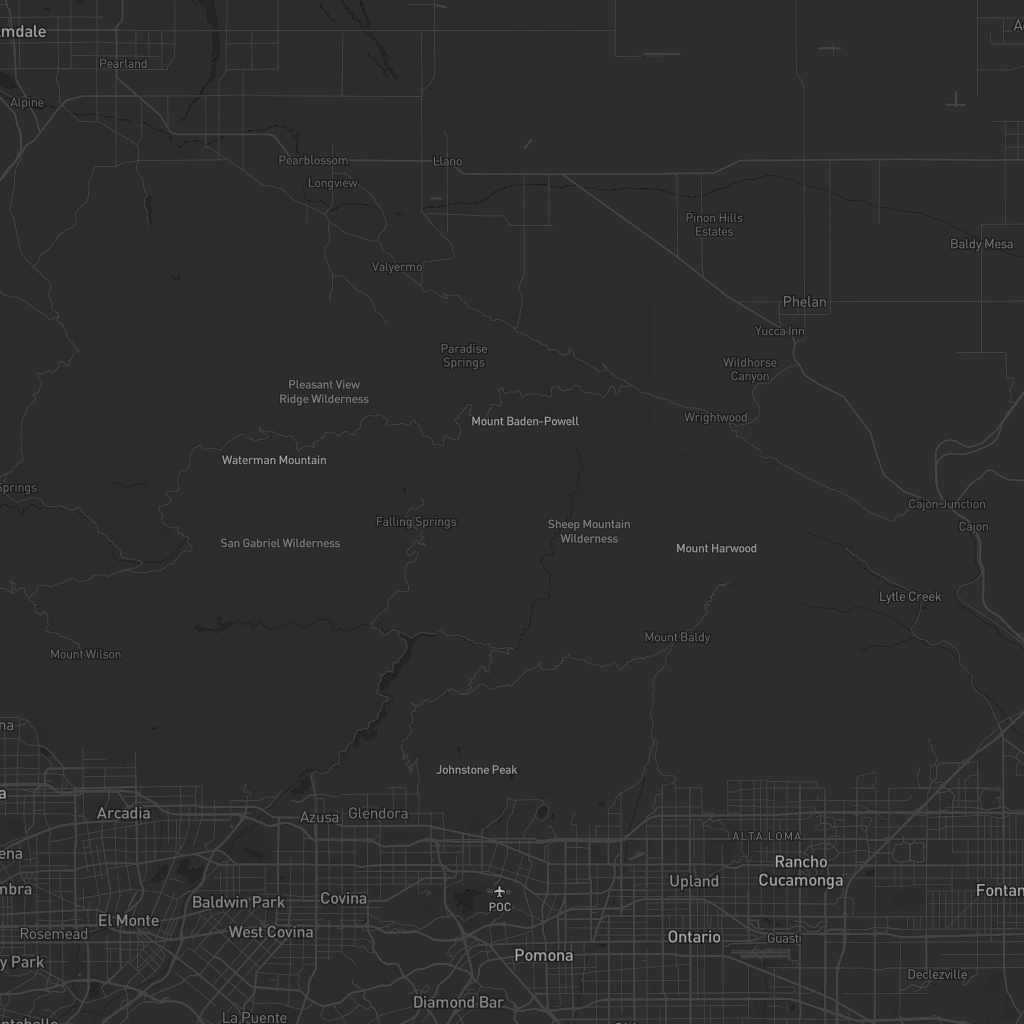 Pearland
Alpine
Pearblossom
Llano
Longview
Pinon Hills
Estates
Baldy Mesa
Valyermo
Phelan
Yucca Inn
Paradise
Springs
Wildhorse
Canyon
Pleasant View
Ridge Wilderness
Wrightwood
Mount Baden-Powell
Waterman Mountain
Springs
Cajon Junction
Falling Springs
Sheep Mountain
Wilderness
Cajon
San Gabriel Wilderness
Mount Harwood
Lytle Creek
Mount Baldy
Mount Wilson
Johnstone Peak
Arcadia
Azusa
Glendora
ALTA LOMA
Rancho
Cucamonga
Upland
Baldwin Park
Covina
POC
El Monte
Rosemead
West Covina
Ontario
Guasti
Pomona
y Park
Declezville
Diamond Bar
La Puente